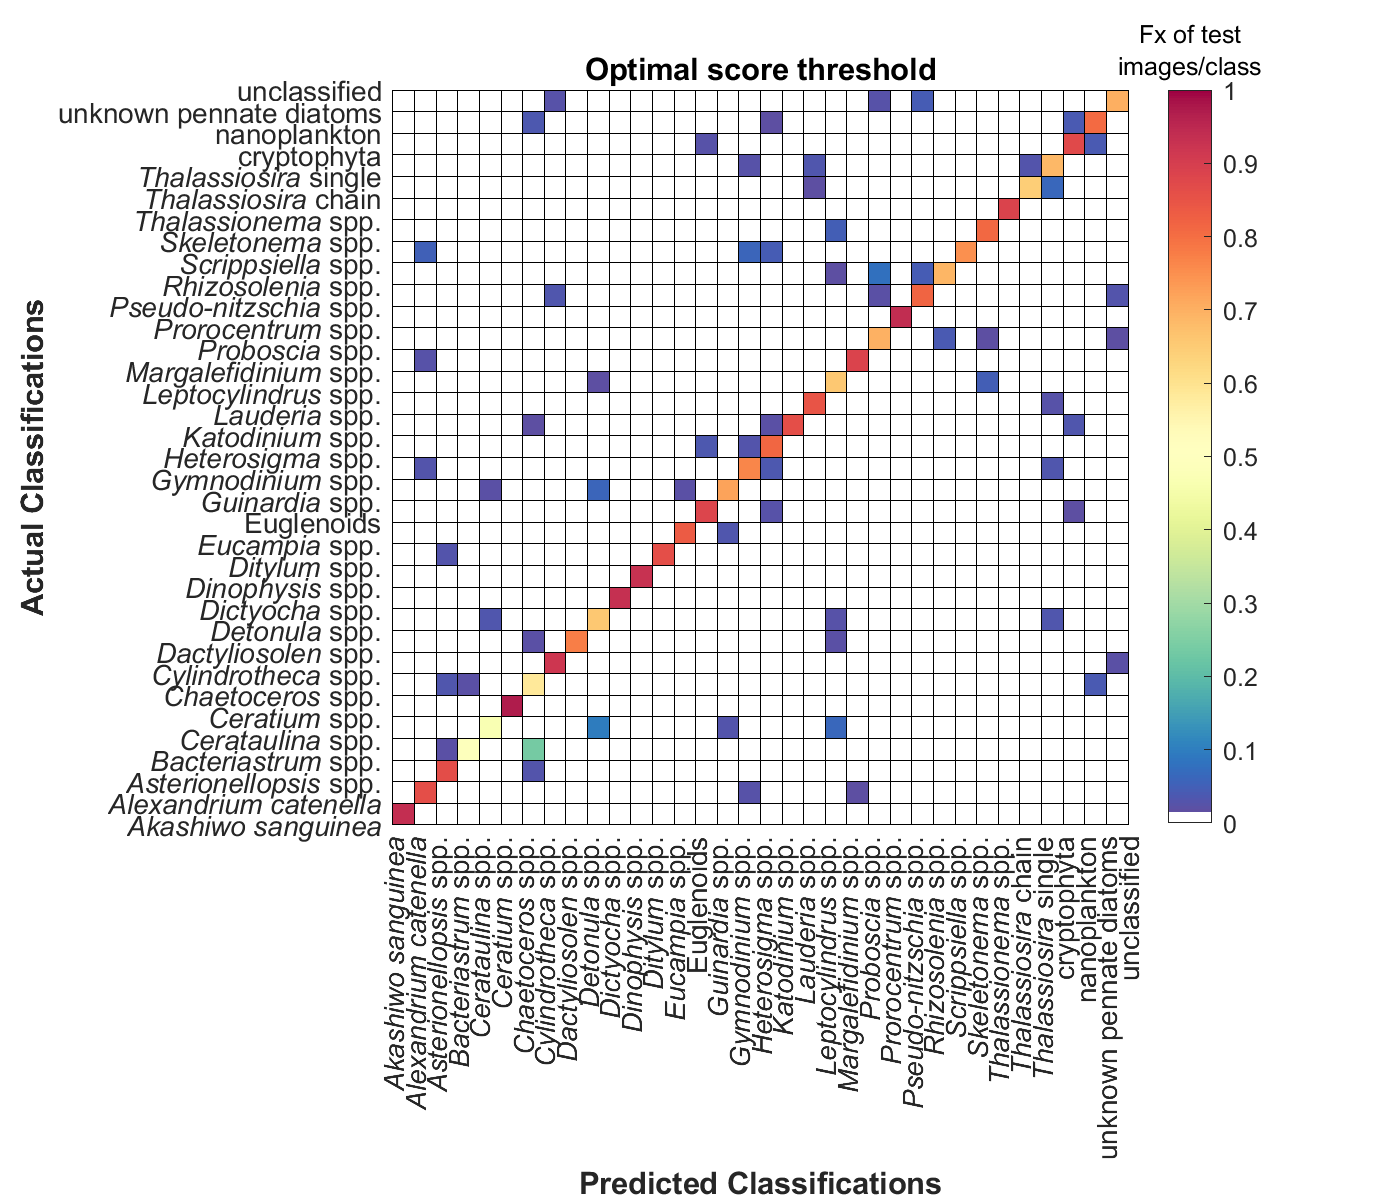 Fx of test
images/class
Optimal score threshold
unclassified
unknown pennate diatoms
nanoplankton
cryptophyta
Thalassiosira single
Thalassiosira chain
Thalassionema spp.
Skeletonema spp.
Scrippsiella spp.
Rhizosolenia spp.
Pseudo-nitzschia spp.
Prorocentrum spp.
Proboscia spp.
Margalefidinium spp.
Leptocylindrus spp.
Lauderia spp.
Katodinium spp.
Heterosigma spp.
Gymnodinium spp.
Guinardia spp.
Euglenoids
Eucampia spp.
Ditylum spp.
Dinophysis spp.
Dictyocha spp.
Detonula spp.
Dactyliosolen spp.
Cylindrotheca spp.
Chaetoceros spp.
Ceratium spp.
Cerataulina spp.
Bacteriastrum spp.
Asterionellopsis spp.
Alexandrium catenella
Akashiwo sanguinea
Actual Classifications
1
0.9
0.8
0.7
0.6
0.5
0.4
0.3
0.2
0.1
0
Akashiwo sanguinea
Alexandrium catenella
Asterionellopsis spp.
Bacteriastrum spp.
Cerataulina spp.
Ceratium spp.
Chaetoceros spp.
Cylindrotheca spp.
Dactyliosolen spp.
Detonula spp.
Dictyocha spp.
Dinophysis spp.
Ditylum spp.
Eucampia spp.
Euglenoids
Guinardia spp.
Gymnodinium spp.
Heterosigma spp.
Katodinium spp.
Lauderia spp.
Leptocylindrus spp.
Margalefidinium spp.
Proboscia spp.
Prorocentrum spp.
Pseudo-nitzschia spp.
Rhizosolenia spp.
Scrippsiella spp.
Skeletonema spp.
Thalassionema spp.
Thalassiosira chain
Thalassiosira single
cryptophyta
nanoplankton
unknown pennate diatoms
unclassified
Predicted Classifications